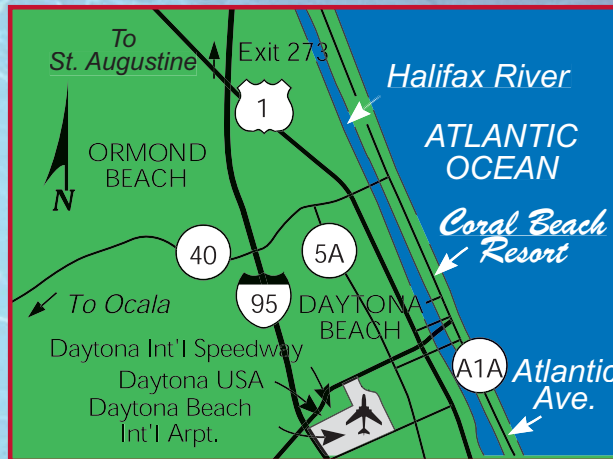 To
St. Augustine
Exit 273
Halifax River
1
ATLANTIC
OCEAN
ORMOND
BEACH
N
Coral Beach
Resort
40
5A
To Ocala
95
DAYTONA
BEACH
Daytona Int'l Speedway
Daytona USA
Daytona Beach
Int'l Arpt.
A1A
Atlantic
Ave.